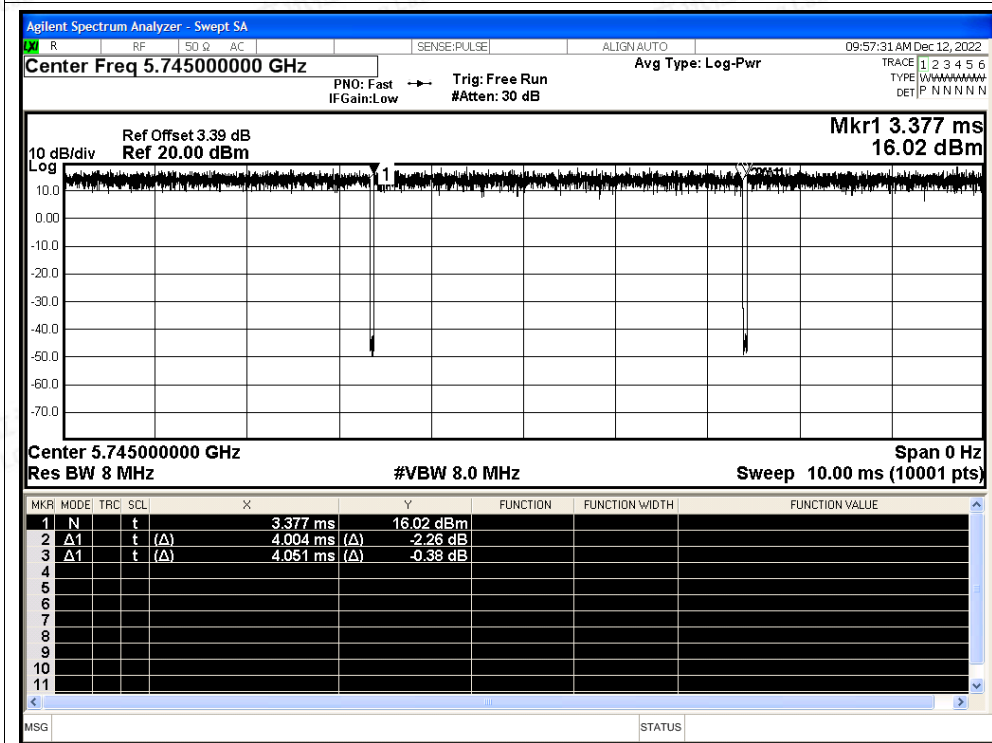 Agilent Spectrum Analyzer - Swept SA
LXI R RF 50 Ω AC SENSE:PULSE ALIGN AUTO 09:57:31 AM Dec 12, 2022
Center Freq 5.745000000 GHz Avg Type: Log-Pwr TRACE 1 2 3 4 5 6
PNO: Fast Trig: Free Run TYPE W
IFGain:Low #Atten: 30 dB DET P N N N N N
Mkr1 3.377 ms
Ref Offset 3.39 dB
10 dB/div Ref 20.00 dBm 16.02 dBm
Log
1
10.0
0.00
-10.0
-20.0
-30.0
-40.0
-50.0
-60.0
-70.0
Center 5.745000000 GHz Span 0 Hz
Res BW 8 MHz #VBW 8.0 MHz Sweep 10.00 ms (10001 pts)
MKR MODE TRC SCL X Y FUNCTION FUNCTION WIDTH FUNCTION VALUE
1 N t 3.377 ms 16.02 dBm
2 Δ1 t (Δ) 4.004 ms (Δ) -2.26 dB
3 Δ1 t (Δ) 4.051 ms (Δ) -0.38 dB
4
5
6
7
8
9
10
11
MSG STATUS